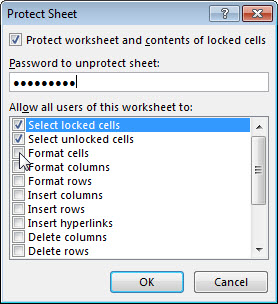 Protect Sheet
Protect worksheet and contents of locked cells
Password to unprotect sheet:
●●●●●●●●●
Allow all users of this worksheet to:
Select locked cells
Select unlocked cells
Format cells
Format columns
Format rows
Insert columns
Insert rows
Insert hyperlinks
Delete columns
Delete rows
OK Cancel